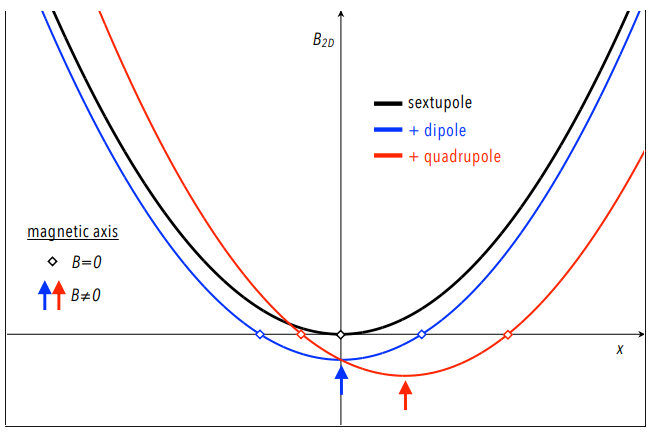 B2D
sextupole
+ dipole
+ quadrupole
magnetic axis
B=0
B≠0
x